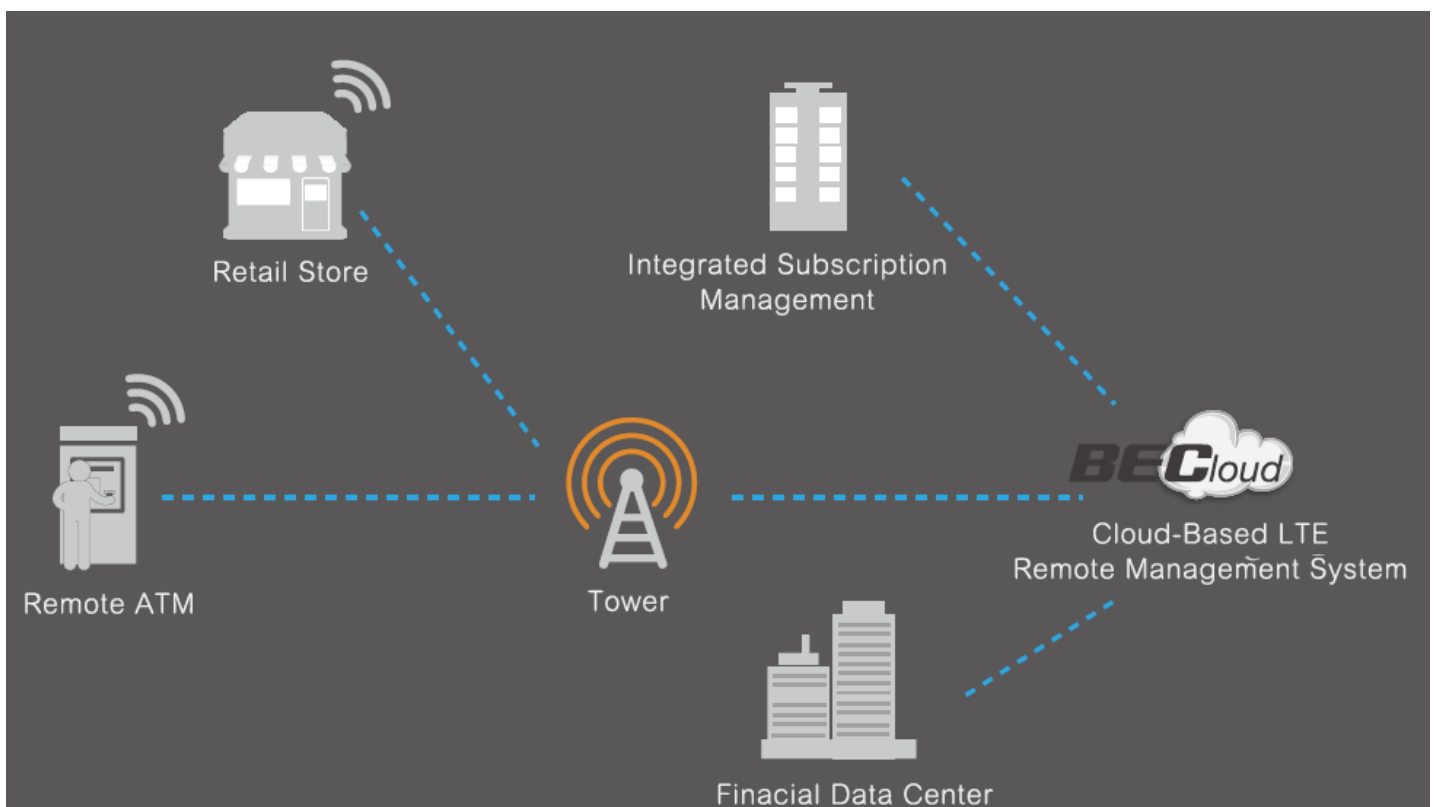 Retail Store
Integrated Subscription
Management
BECloud
Cloud-Based LTE
Remote Management System
Remote ATM
Tower
Finacial Data Center